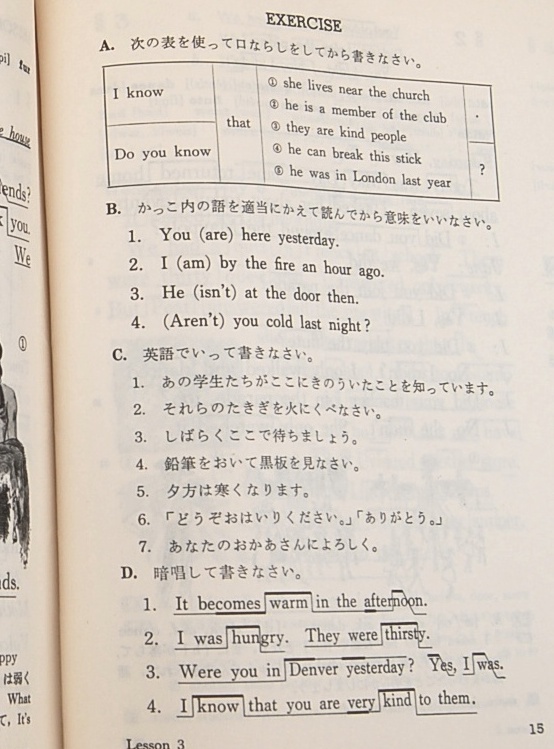 EXERCISE
A. 次の表を使って口ならしをしてから書きなさい。
I know
Do you know
that
① she lives near the church
② he is a member of the club
③ they are kind people
④ he can break this stick
⑤ he was in London last year
.
?
B. かっこ内の語を適当にかえて読んでから意味をいいなさい。
1. You (are) here yesterday.
2. I (am) by the fire an hour ago.
3. He (isn't) at the door then.
4. (Aren't) you cold last night?
C. 英語でいって書きなさい。
1. あの学生たちがここにきのういたことを知っています。
2. それらのたきぎを火にくべなさい。
3. しばらくここで待ちましょう。
4. 鉛筆をおいて黒板を見なさい。
5. 夕方は寒くなります。
6. 「どうぞおはいりください。」「ありがとう。」
7. あなたのおかあさんによろしく。
D. 暗唱して書きなさい。
1. It becomes warm in the afternoon.
2. I was hungry. They were thirsty.
3. Were you in Denver yesterday? Yes, I was.
4. I know that you are very kind to them.
Lesson 3
15
house
ends?
you.
We
①
ds.
ppy
は弱く
What
て, It's